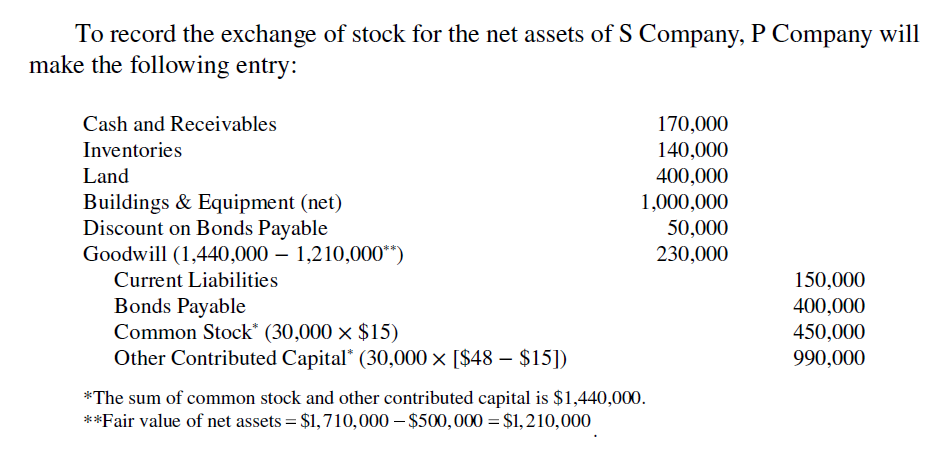 To record the exchange of stock for the net assets of S Company, P Company will
make the following entry:
Cash and Receivables 170,000
Inventories 140,000
Land 400,000
Buildings & Equipment (net) 1,000,000
Discount on Bonds Payable 50,000
Goodwill (1,440,000 – 1,210,000**) 230,000
Current Liabilities 150,000
Bonds Payable 400,000
Common Stock* (30,000 × $15) 450,000
Other Contributed Capital* (30,000 × [$48 – $15]) 990,000
*The sum of common stock and other contributed capital is $1,440,000.
**Fair value of net assets = $1,710,000 – $500,000 = $1,210,000.